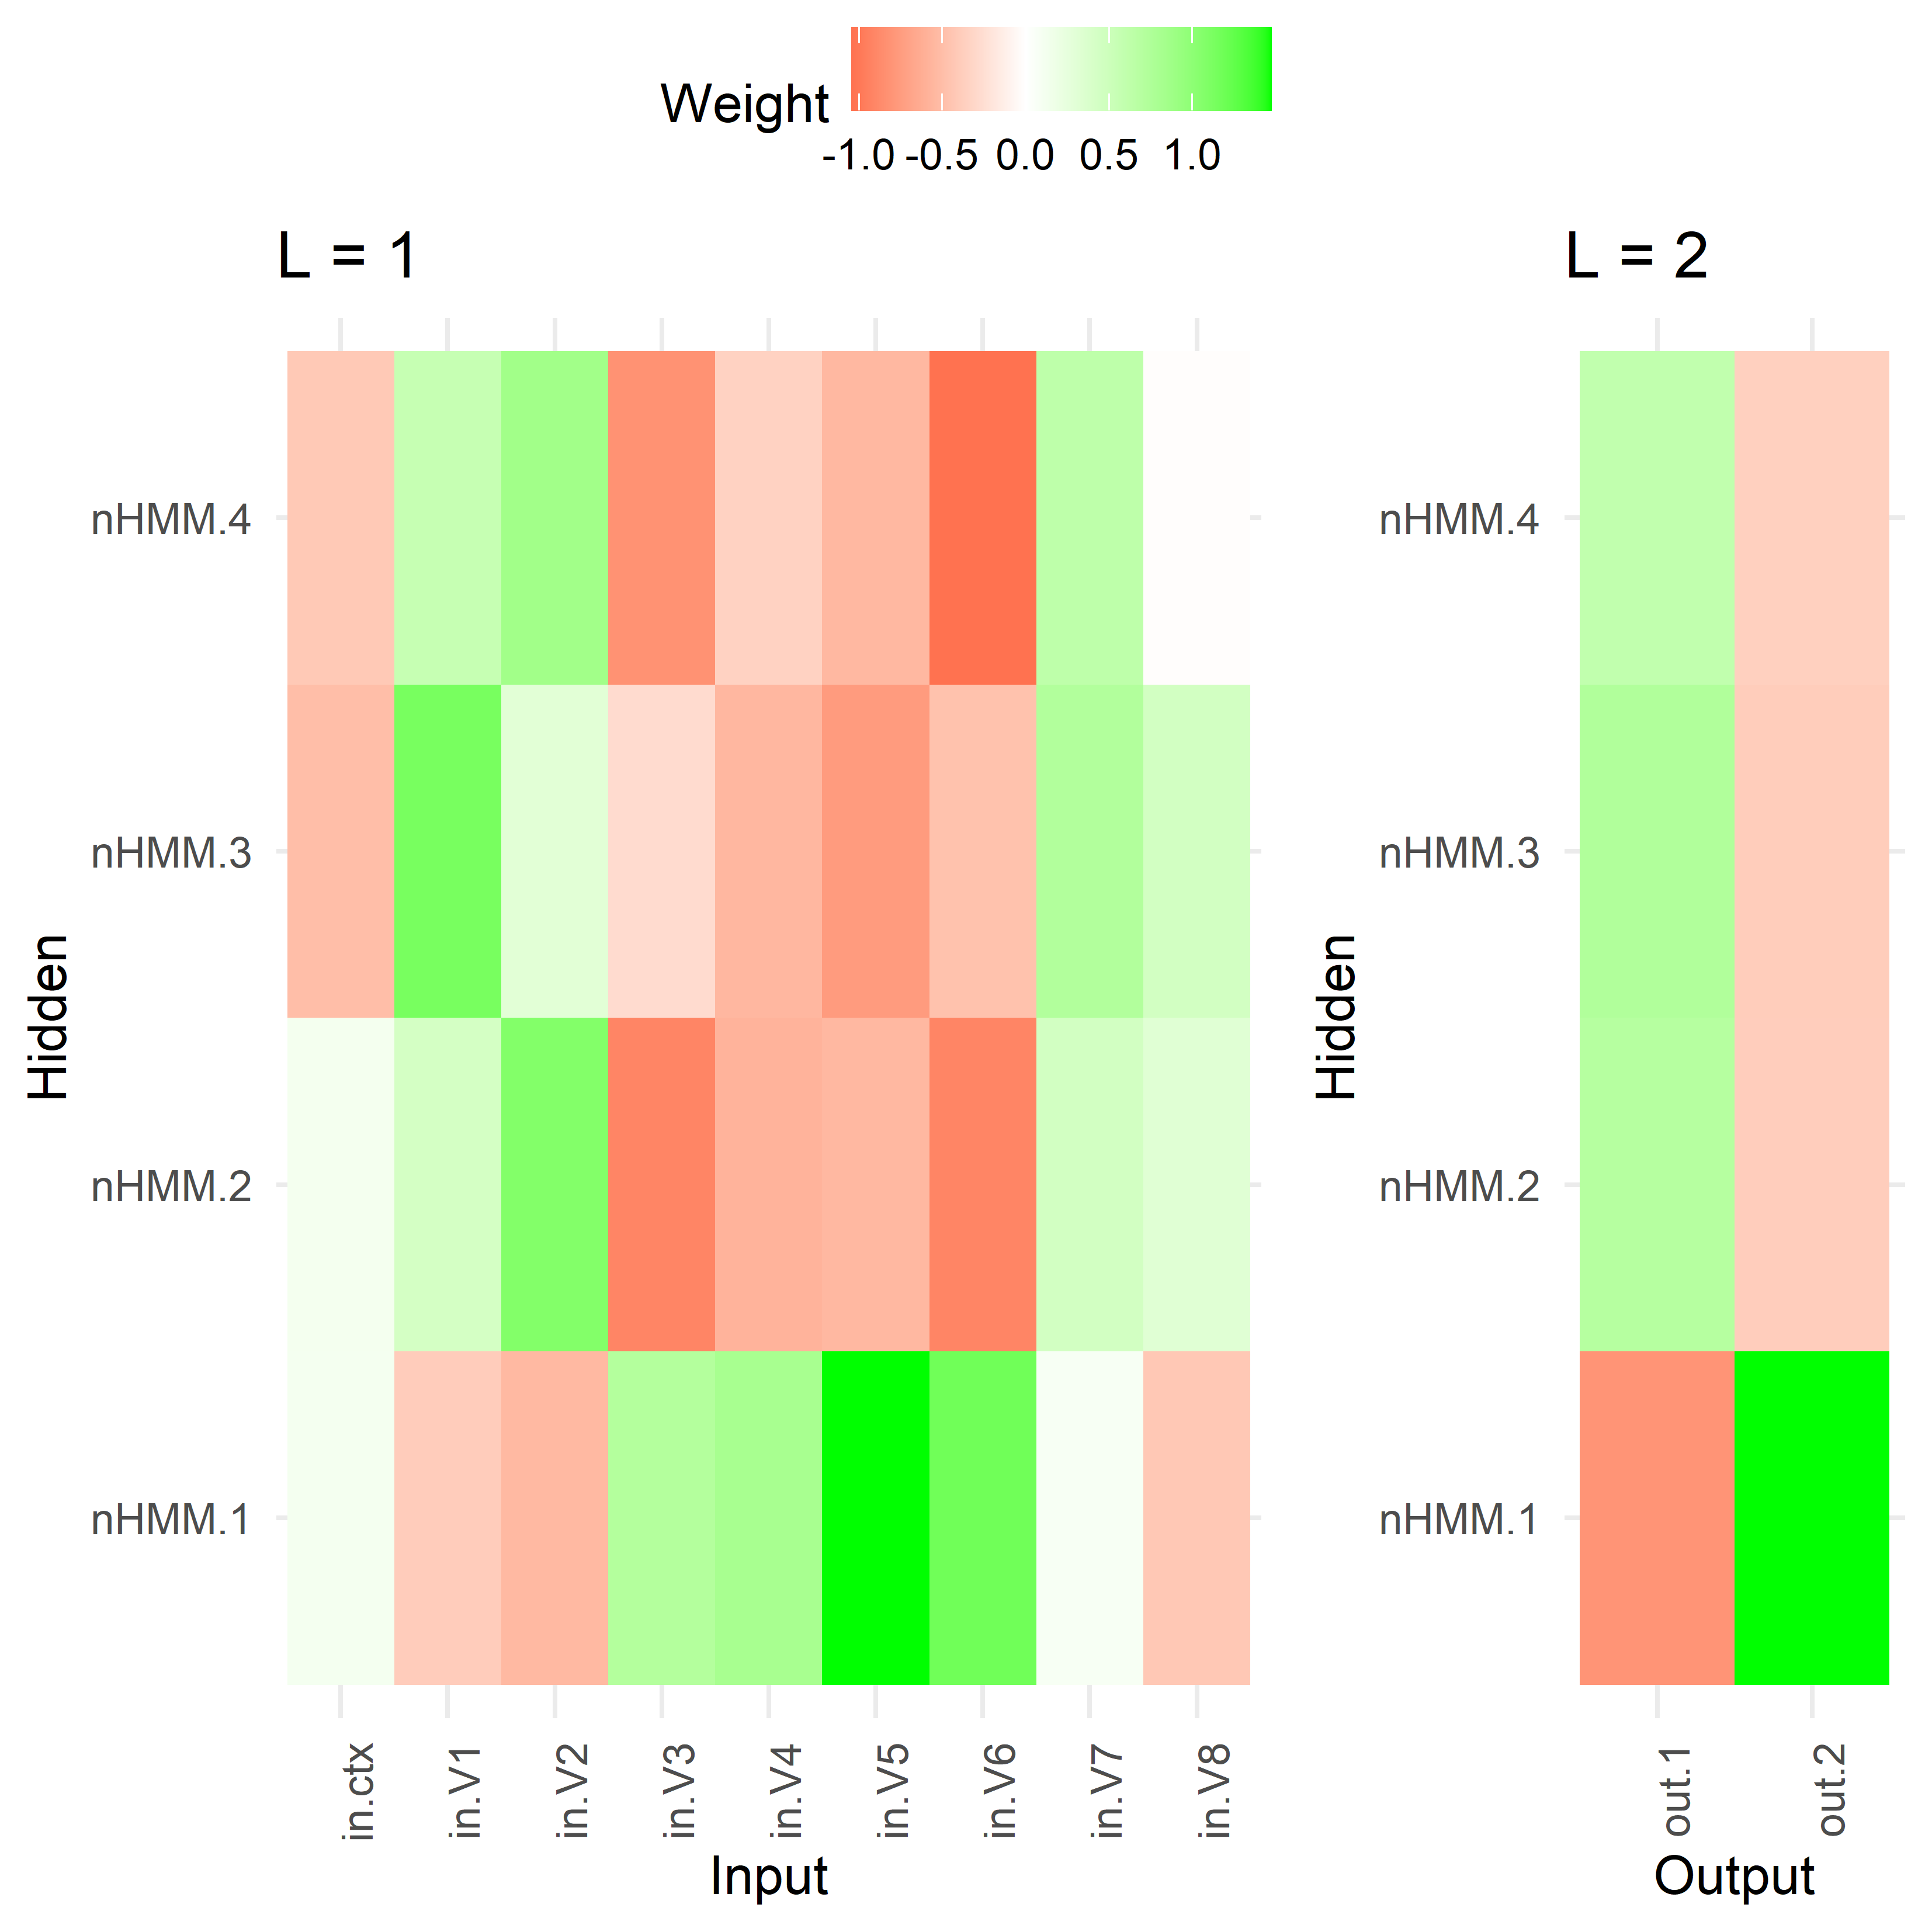 Weight
-1.0 -0.5 0.0 0.5 1.0
L = 1
nHMM.4
nHMM.3
nHMM.2
nHMM.1
Hidden
in.ctx in.V1 in.V2 in.V3 in.V4 in.V5 in.V6 in.V7 in.V8
Input
L = 2
nHMM.4
nHMM.3
nHMM.2
nHMM.1
Hidden
out.1 out.2
Output